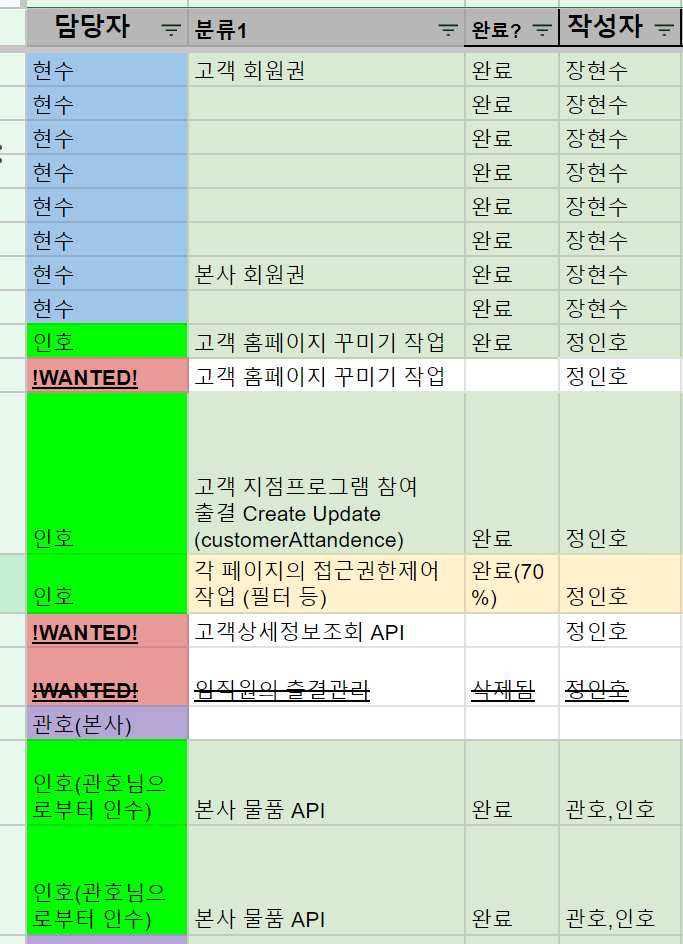 담당자 분류1 완료? 작성자
현수 고객 회원권 완료 장현수
현수 완료 장현수
현수 완료 장현수
현수 완료 장현수
현수 완료 장현수
현수 완료 장현수
현수 본사 회원권 완료 장현수
현수 완료 장현수
인호 고객 홈페이지 꾸미기 작업 완료 정인호
!WANTED! 고객 홈페이지 꾸미기 작업 정인호
고객 지점프로그램 참여
출결 Create Update
인호 (customerAttandence) 완료 정인호
각 페이지의 접근권한제어 완료(70
인호 작업 (필터 등) %) 정인호
!WANTED! 고객상세정보조회 API 정인호
!WANTED! 임직원의 출결관리 삭제됨 정인호
관호(본사)
인호(관호님으
로부터 인수) 본사 물품 API 완료 관호,인호
인호(관호님으
로부터 인수) 본사 물품 API 완료 관호,인호